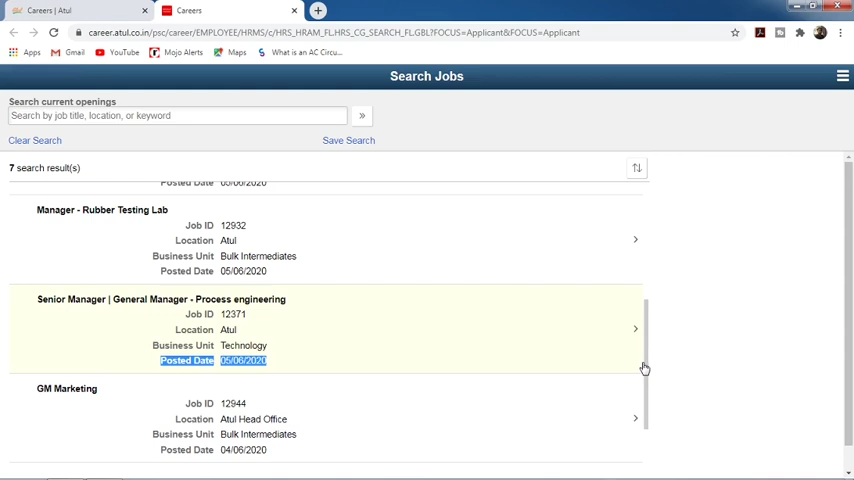 Careers | Atul
Careers
career.atul.co.in/psc/career/EMPLOYEE/HRMS/c/HRS_HRAM_FL.HRS_CG_SEARCH_FL.GBL?FOCUS=Applicant&FOCUS=Applicant
Apps Gmail YouTube Mojo Alerts Maps What is an AC Circu...
Search Jobs
Search current openings
Search by job title, location, or keyword
Clear Search Save Search
7 search result(s)
Posted Date 05/06/2020
Manager - Rubber Testing Lab
Job ID 12932
Location Atul
Business Unit Bulk Intermediates
Posted Date 05/06/2020
Senior Manager | General Manager - Process engineering
Job ID 12371
Location Atul
Business Unit Technology
Posted Date 05/06/2020
GM Marketing
Job ID 12944
Location Atul Head Office
Business Unit Bulk Intermediates
Posted Date 04/06/2020